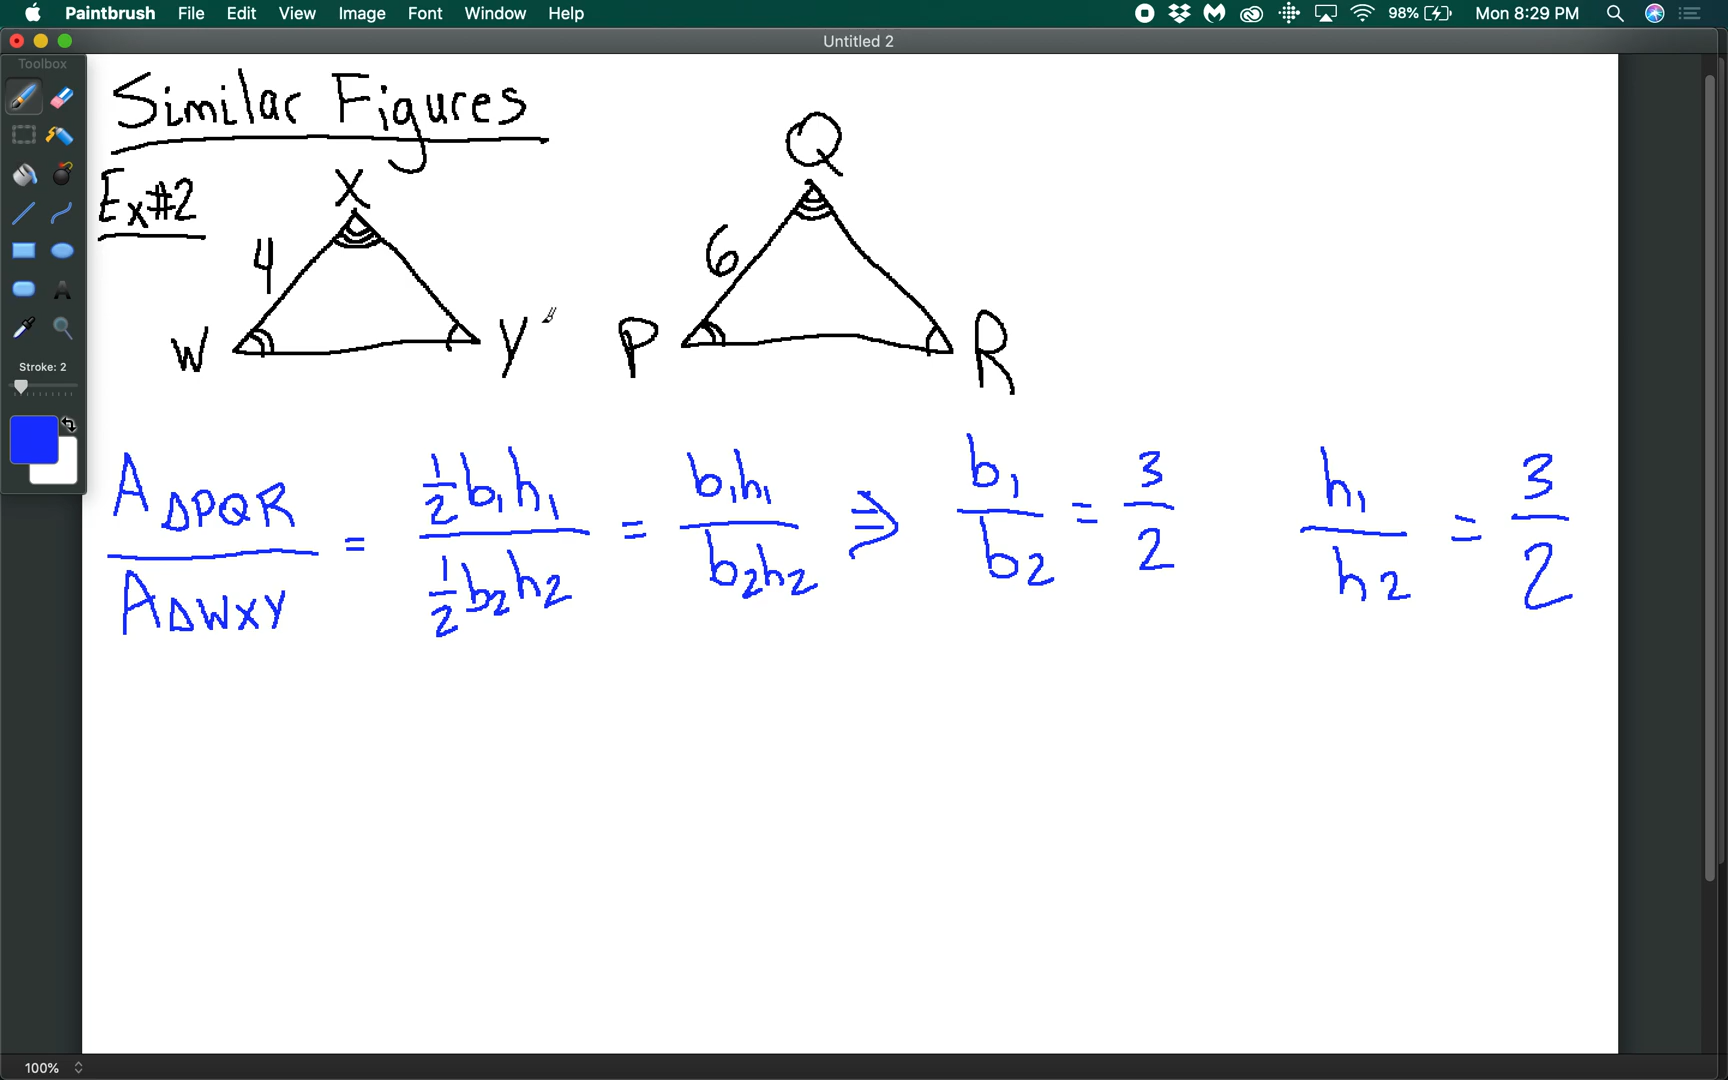 Paintbrush File Edit View Image Font Window Help 98% Mon 8:29 PM
Untitled 2
Toolbox
Similar Figures
Ex#2
X
Q
4
6
W
Y
P
R
Stroke: 2
A△PQR / A△WXY = ½b₁h₁ / ½b₂h₂ = b₁h₁ / b₂h₂ ⇒ b₁ / b₂ = 3 / 2 h₁ / h₂ = 3 / 2
100%